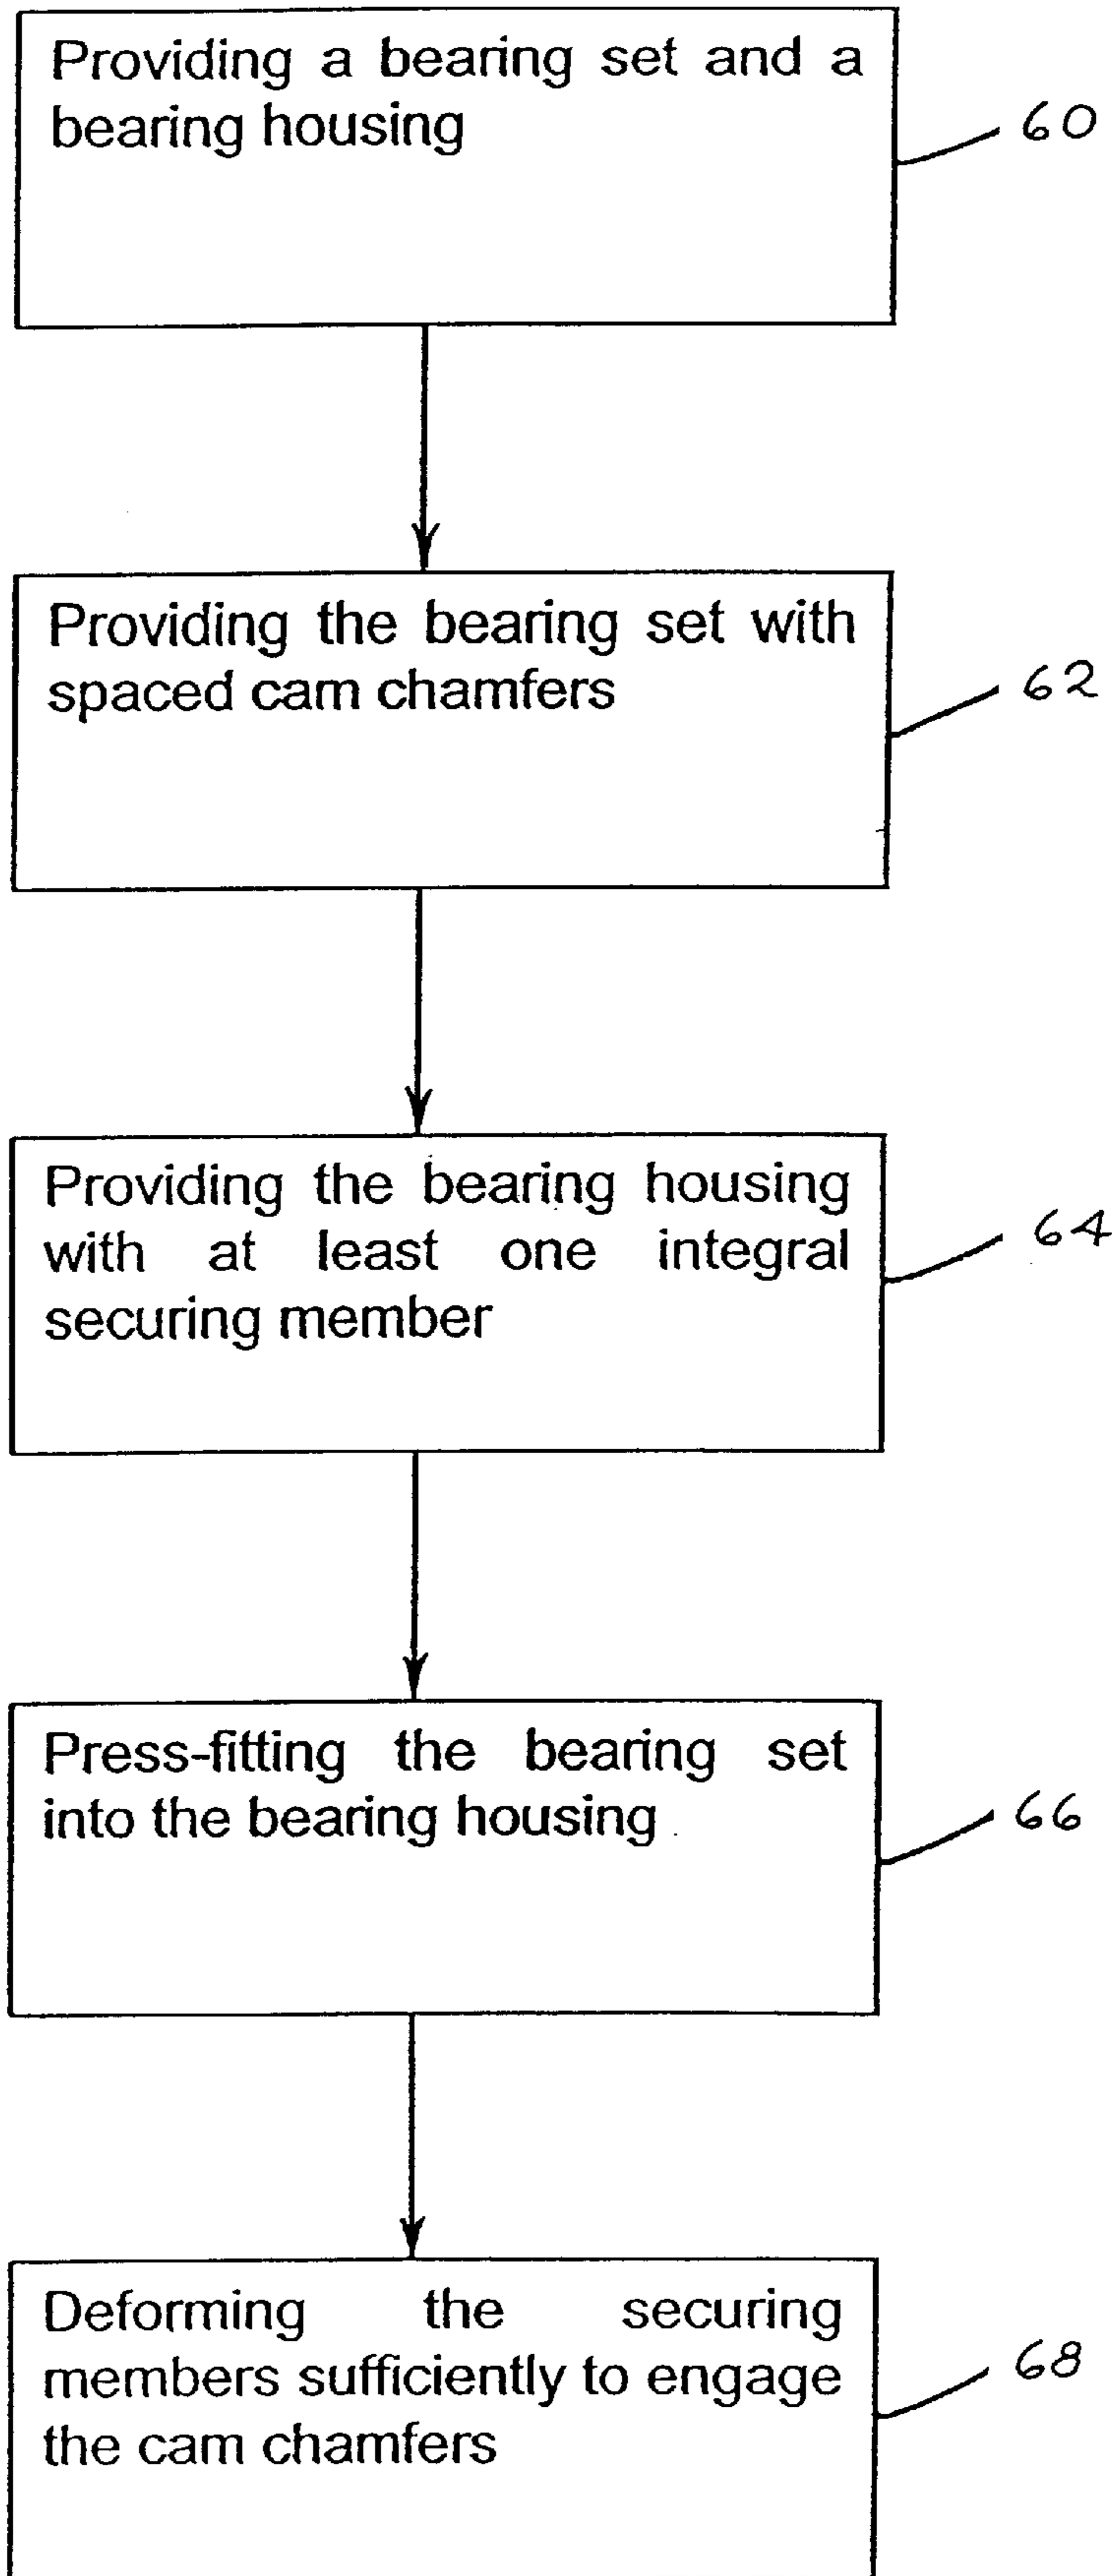 Providing a bearing set and a
bearing housing
60
Providing the bearing set with
spaced cam chamfers
62
Providing the bearing housing
with at least one integral
securing member
64
Press-fitting the bearing set
into the bearing housing
66
Deforming the securing
members sufficiently to engage
the cam chamfers
68